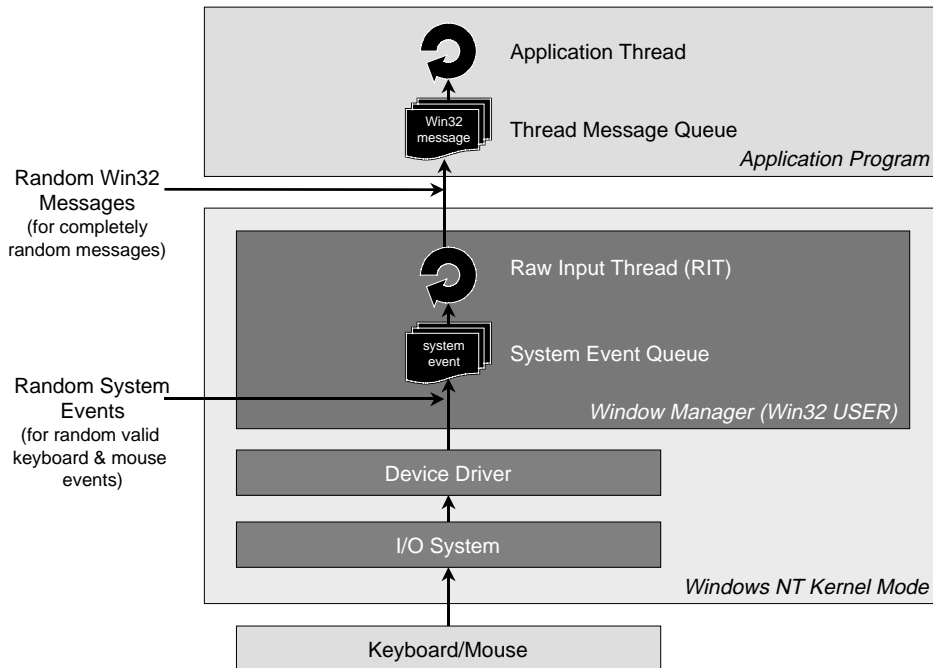 Application Thread
Win32
message
Thread Message Queue
Application Program
Random Win32
Messages
(for completely
random messages)
Raw Input Thread (RIT)
system
event
System Event Queue
Window Manager (Win32 USER)
Random System
Events
(for random valid
keyboard & mouse
events)
Device Driver
I/O System
Windows NT Kernel Mode
Keyboard/Mouse